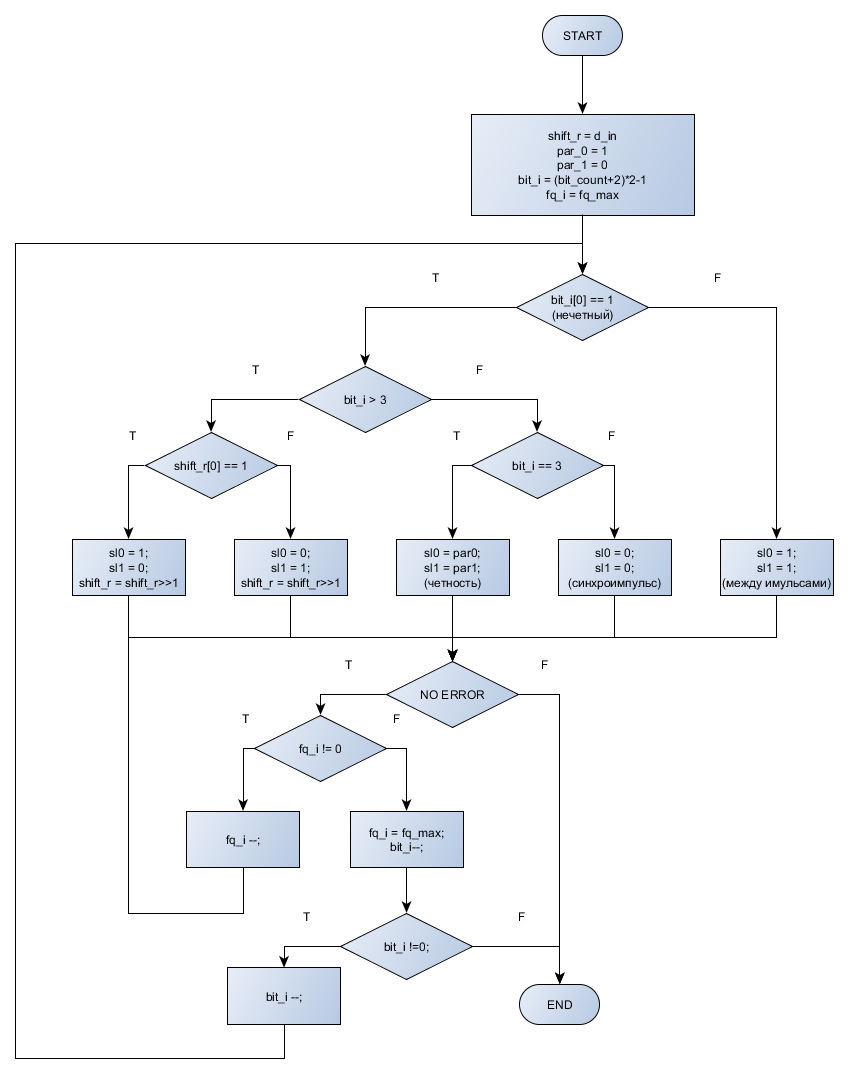 START
shift_r = d_in
par_0 = 1
par_1 = 0
bit_i = (bit_count+2)*2-1
fq_i = fq_max
T
F
bit_i[0] == 1
(нечетный)
T
F
bit_i > 3
T
F
T
F
shift_r[0] == 1
bit_i == 3
sl0 = 1;
sl1 = 0;
shift_r = shift_r>>1
sl0 = 0;
sl1 = 1;
shift_r = shift_r>>1
sl0 = par0;
sl1 = par1;
(четность)
sl0 = 0;
sl1 = 0;
(синхроимпульс)
sl0 = 1;
sl1 = 1;
(между имульсами)
T
F
NO ERROR
T
F
fq_i != 0
fq_i --;
fq_i = fq_max;
bit_i--;
T
F
bit_i !=0;
bit_i --;
END